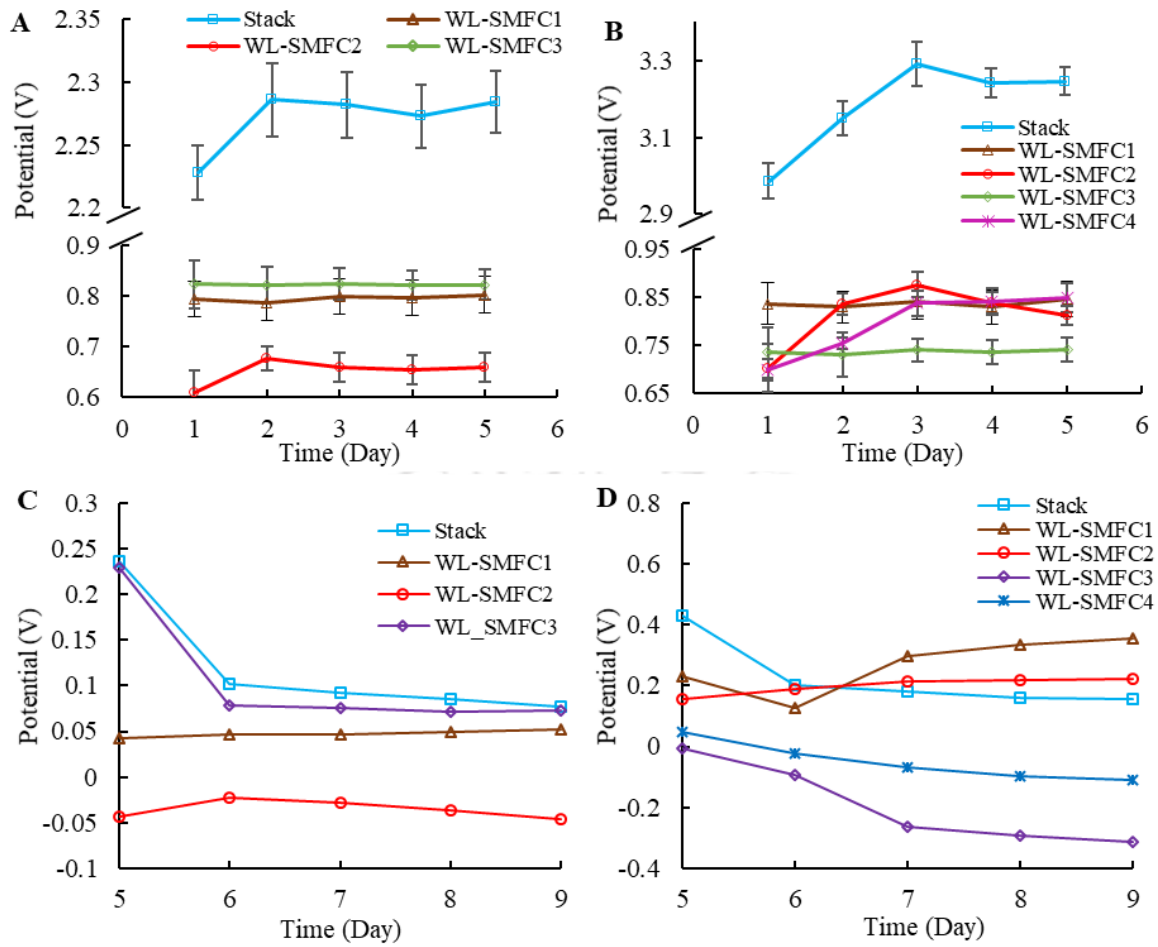 A
Stack
WL-SMFC1
WL-SMFC2
WL-SMFC3
Potential (V)
2.35
2.3
2.25
2.2
0.9
0.8
0.7
0.6
0 1 2 3 4 5 6
Time (Day)
B
Stack
WL-SMFC1
WL-SMFC2
WL-SMFC3
WL-SMFC4
Potential (V)
3.3
3.1
2.9
0.95
0.85
0.75
0.65
0 1 2 3 4 5 6
Time (Day)
C
Stack
WL-SMFC1
WL-SMFC2
WL_SMFC3
Potential (V)
0.3
0.25
0.2
0.15
0.1
0.05
0
-0.05
-0.1
5 6 7 8 9
Time (Day)
D
Stack
WL-SMFC1
WL-SMFC2
WL-SMFC3
WL-SMFC4
Potential (V)
0.8
0.6
0.4
0.2
0
-0.2
-0.4
5 6 7 8 9
Time (Day)